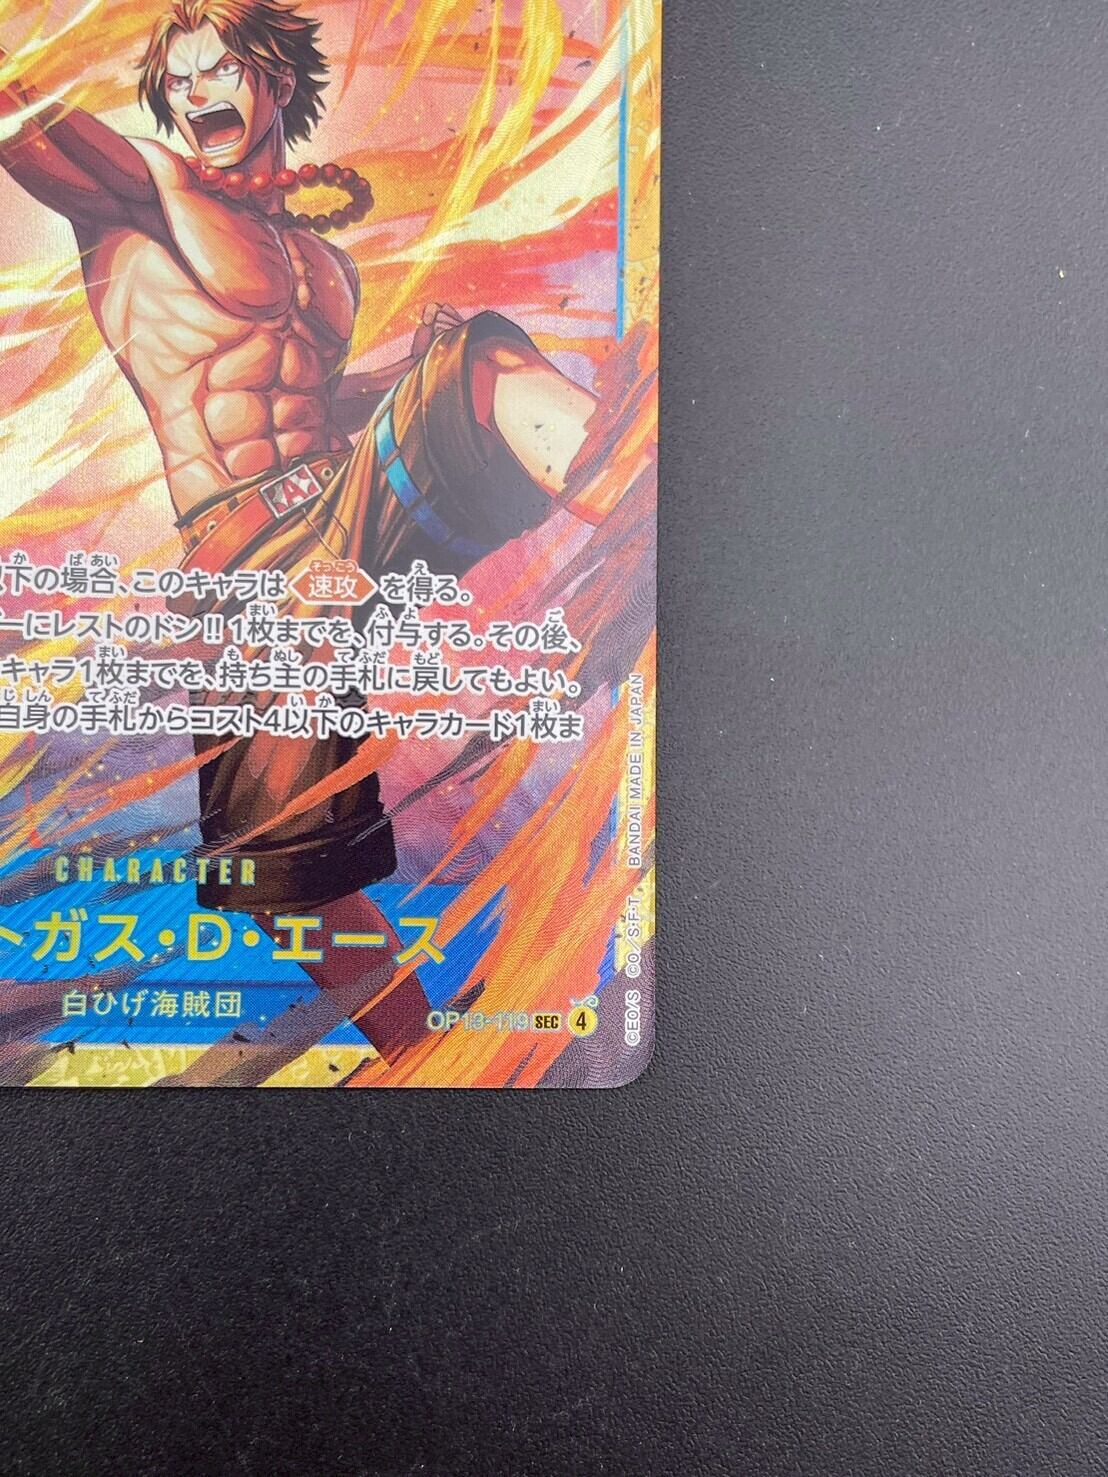 下の場合、このキャラは 速攻 を得る。
ーにレストのドン!! 1枚までを、付与する。その後、
キャラ1枚までを、持ち主の手札に戻してもよい。
自身の手札からコスト4以下のキャラカード1枚ま
CHARACTER
トガス・D・エース
白ひげ海賊団
OP13-119 SEC 4
©EO/S ©O/S・F・T BANDAI MADE IN JAPAN
A